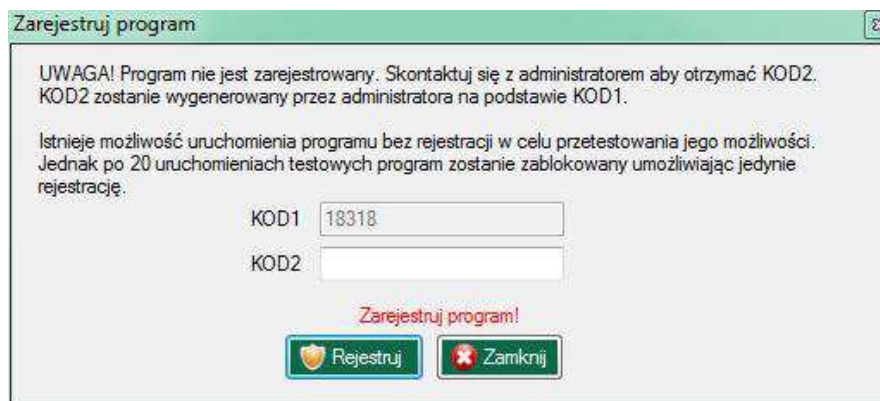 Zarejestruj program
UWAGA! Program nie jest zarejestrowany. Skontaktuj się z administratorem aby otrzymać KOD2.
KOD2 zostanie wygenerowany przez administratora na podstawie KOD1.
Istnieje możliwość uruchomienia programu bez rejestracji w celu przetestowania jego możliwości.
Jednak po 20 uruchomieniach testowych program zostanie zablokowany umożliwiając jedynie
rejestrację.
KOD1 18318
KOD2
Zarejestruj program!
Rejestruj Zamknij